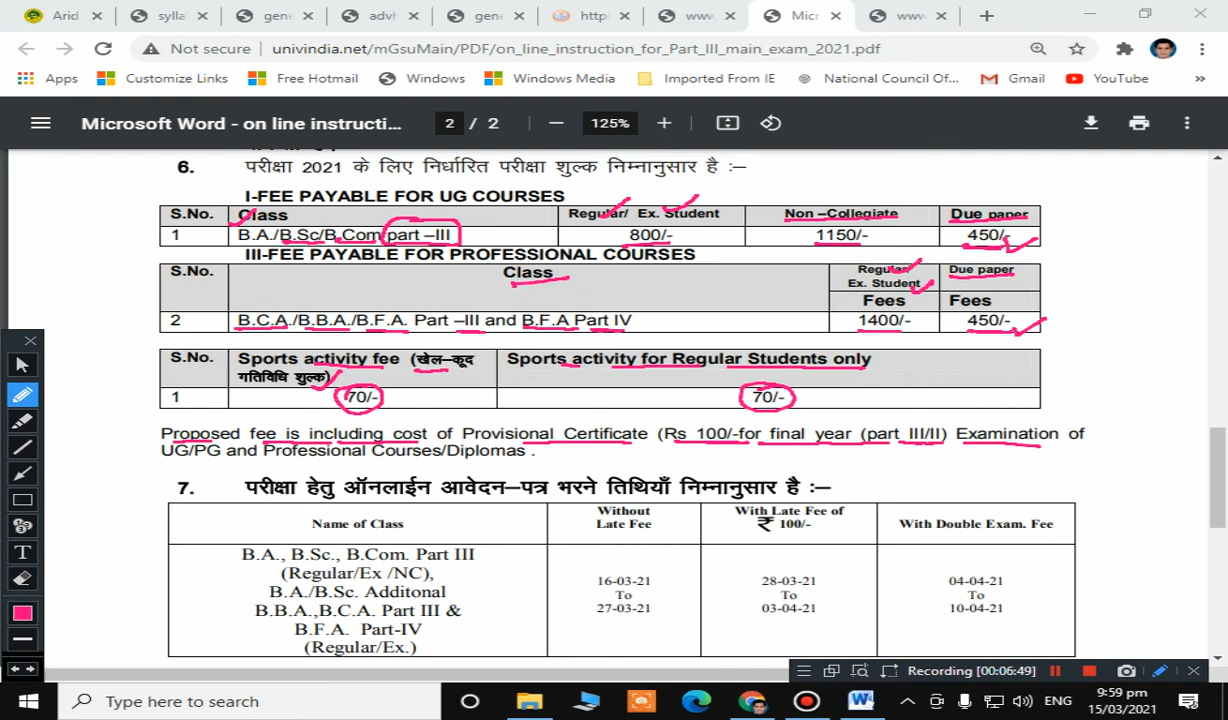 Arid
sylla
gene
advh
gene
http
www
Micr
www.
Not secure
univindia.net/mGsuMain/PDF/on_line_instruction_for_Part_III_main_exam_2021.pdf
Apps Customize Links Free Hotmail Windows Windows Media Imported From IE National Council Of... Gmail YouTube »
Microsoft Word - on line instructi... 2 / 2 125%
6. परीक्षा 2021 के लिए निर्धारित परीक्षा शुल्क निम्नानुसार है :–
I-FEE PAYABLE FOR UG COURSES
S.No. Class Regular/ Ex. Student Non –Collegiate Due paper
1 B.A./B.Sc/B.Com part –III 800/- 1150/- 450/-
III-FEE PAYABLE FOR PROFESSIONAL COURSES
S.No. Class Regular Due paper
Ex. Student
Fees Fees
2 B.C.A./B.B.A./B.F.A. Part –III and B.F.A Part IV 1400/- 450/-
S.No. Sports activity fee (खेल–कूद Sports activity for Regular Students only
गतिविधि शुल्क)
1 70/- 70/-
Proposed fee is including cost of Provisional Certificate (Rs 100/-for final year (part III/II) Examination of
UG/PG and Professional Courses/Diplomas .
7. परीक्षा हेतु ऑनलाईन आवेदन–पत्र भरने तिथियाँ निम्नानुसार है :–
Name of Class Without With Late Fee of With Double Exam. Fee
Late Fee ₹ 100/-
B.A., B.Sc., B.Com. Part III
(Regular/Ex /NC),
B.A./B.Sc. Additonal
B.B.A.,B.C.A. Part III &
B.F.A. Part-IV
(Regular/Ex.)
16-03-21 28-03-21 04-04-21
To To To
27-03-21 03-04-21 10-04-21
Recording [00:06:49]
Type here to search
ENG
9:59 pm
15/03/2021